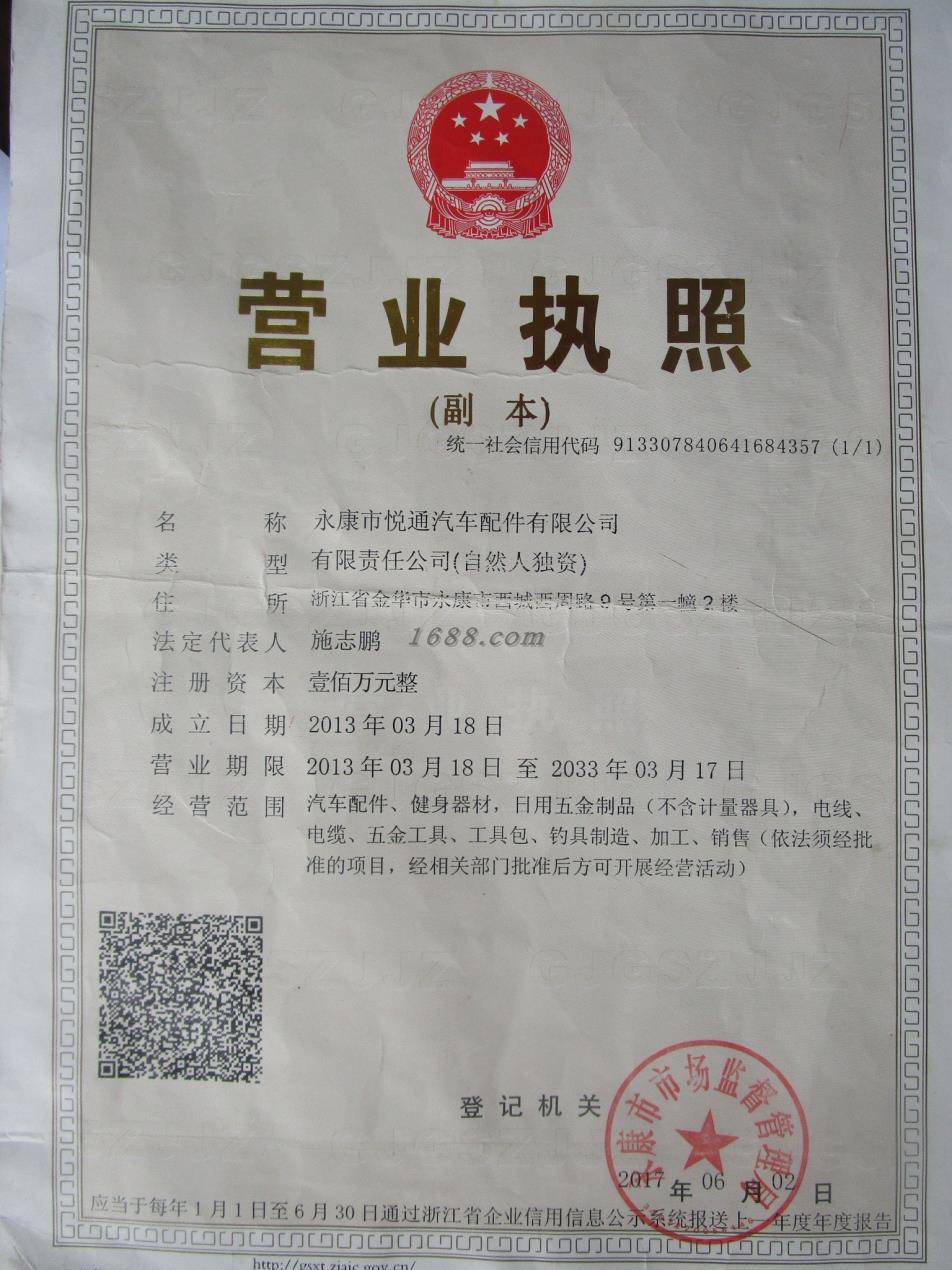 营业执照
(副 本)
统一社会信用代码 913307840641684357 (1/1)
名称 永康市悦通汽车配件有限公司
类型 有限责任公司(自然人独资)
住所 浙江省金华市永康市西城西周路9号第一幢2楼
法定代表人 施志鹏
1688.com
注册资本 壹佰万元整
成立日期 2013年03月18日
营业期限 2013年03月18日 至 2033年03月17日
经营范围 汽车配件、健身器材，日用五金制品（不含计量器具），电线、
电缆、五金工具、工具包、钓具制造、加工、销售（依法须经批
准的项目，经相关部门批准后方可开展经营活动）
登记机关
永康市市场监督管理局
2017年06月02日
应当于每年1月1日至6月30日通过浙江省企业信用信息公示系统报送上一年度年度报告
http://gsxt.zjaic.gov.cn/